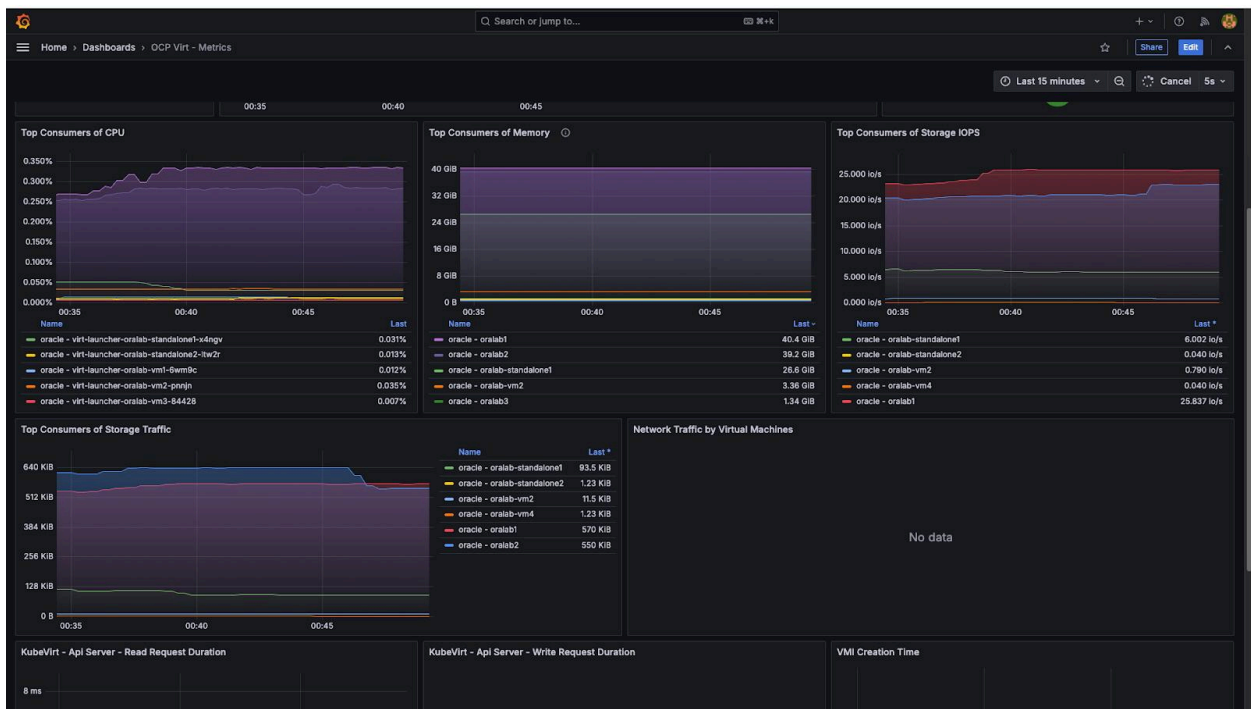 Search or jump to... ⌘+k
Home › Dashboards › OCP Virt - Metrics
Share Edit
Last 15 minutes Cancel 5s
00:35 00:40 00:45
Top Consumers of CPU
0.350%
0.300%
0.250%
0.200%
0.150%
0.100%
0.050%
0.000%
00:35 00:40 00:45
Name Last
oracle - virt-launcher-oralab-standalone1-x4ngv 0.031%
oracle - virt-launcher-oralab-standalone2-ltw2r 0.013%
oracle - virt-launcher-oralab-vm1-6wm9c 0.012%
oracle - virt-launcher-oralab-vm2-pnnjn 0.035%
oracle - virt-launcher-oralab-vm3-84428 0.007%
Top Consumers of Memory
40 GiB
32 GiB
24 GiB
16 GiB
8 GiB
0 B
00:35 00:40 00:45
Name Last
oracle - oralab1 40.4 GiB
oracle - oralab2 39.2 GiB
oracle - oralab-standalone1 26.6 GiB
oracle - oralab-vm2 3.36 GiB
oracle - oralab3 1.34 GiB
Top Consumers of Storage IOPS
25.000 io/s
20.000 io/s
15.000 io/s
10.000 io/s
5.000 io/s
0.000 io/s
00:35 00:40 00:45
Name Last *
oracle - oralab-standalone1 6.002 io/s
oracle - oralab-standalone2 0.040 io/s
oracle - oralab-vm2 0.790 io/s
oracle - oralab-vm4 0.040 io/s
oracle - oralab1 25.837 io/s
Top Consumers of Storage Traffic
640 KiB
512 KiB
384 KiB
256 KiB
128 KiB
0 B
00:35 00:40 00:45
Name Last *
oracle - oralab-standalone1 93.5 KiB
oracle - oralab-standalone2 1.23 KiB
oracle - oralab-vm2 11.5 KiB
oracle - oralab-vm4 1.23 KiB
oracle - oralab1 570 KiB
oracle - oralab2 550 KiB
Network Traffic by Virtual Machines
No data
KubeVirt - Api Server - Read Request Duration
8 ms
KubeVirt - Api Server - Write Request Duration
VMI Creation Time